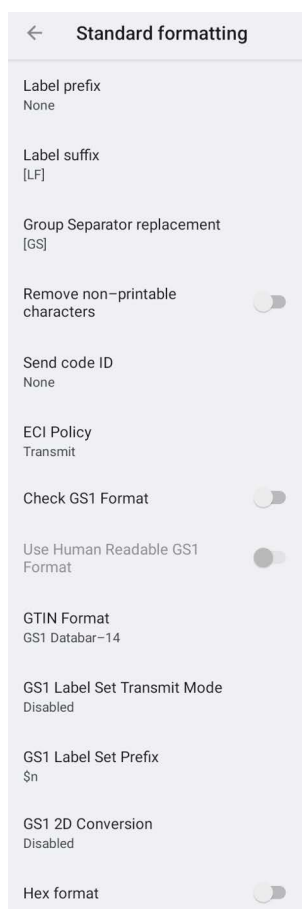 Standard formatting
Label prefix
None
Label suffix
[LF]
Group Separator replacement
[GS]
Remove non-printable
characters
Send code ID
None
ECI Policy
Transmit
Check GS1 Format
Use Human Readable GS1
Format
GTIN Format
GS1 Databar-14
GS1 Label Set Transmit Mode
Disabled
GS1 Label Set Prefix
$n
GS1 2D Conversion
Disabled
Hex format